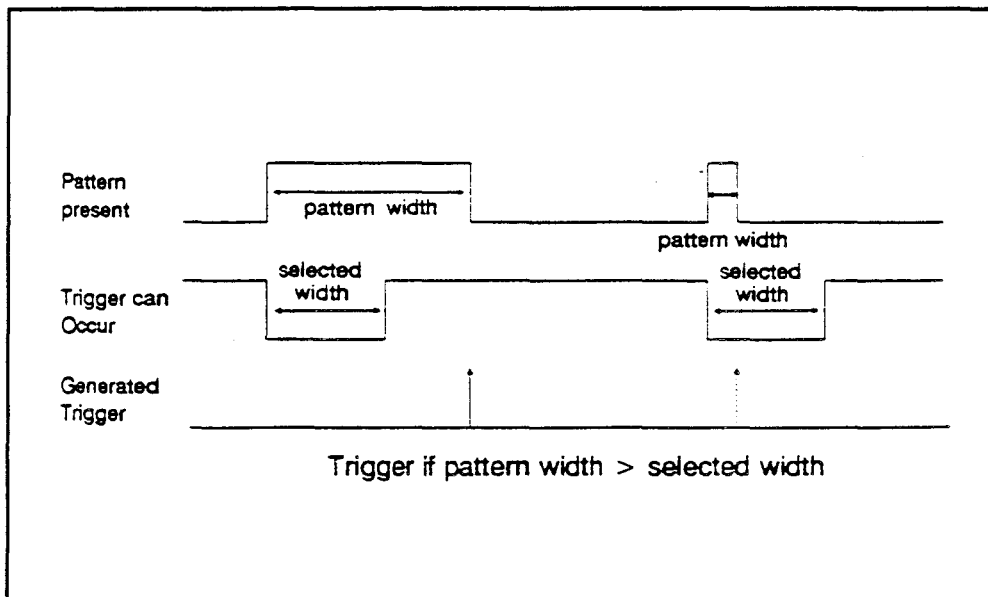 Pattern
present
pattern width
pattern width
selected
width
selected
width
Trigger can
Occur
Generated
Trigger
Trigger if pattern width > selected width